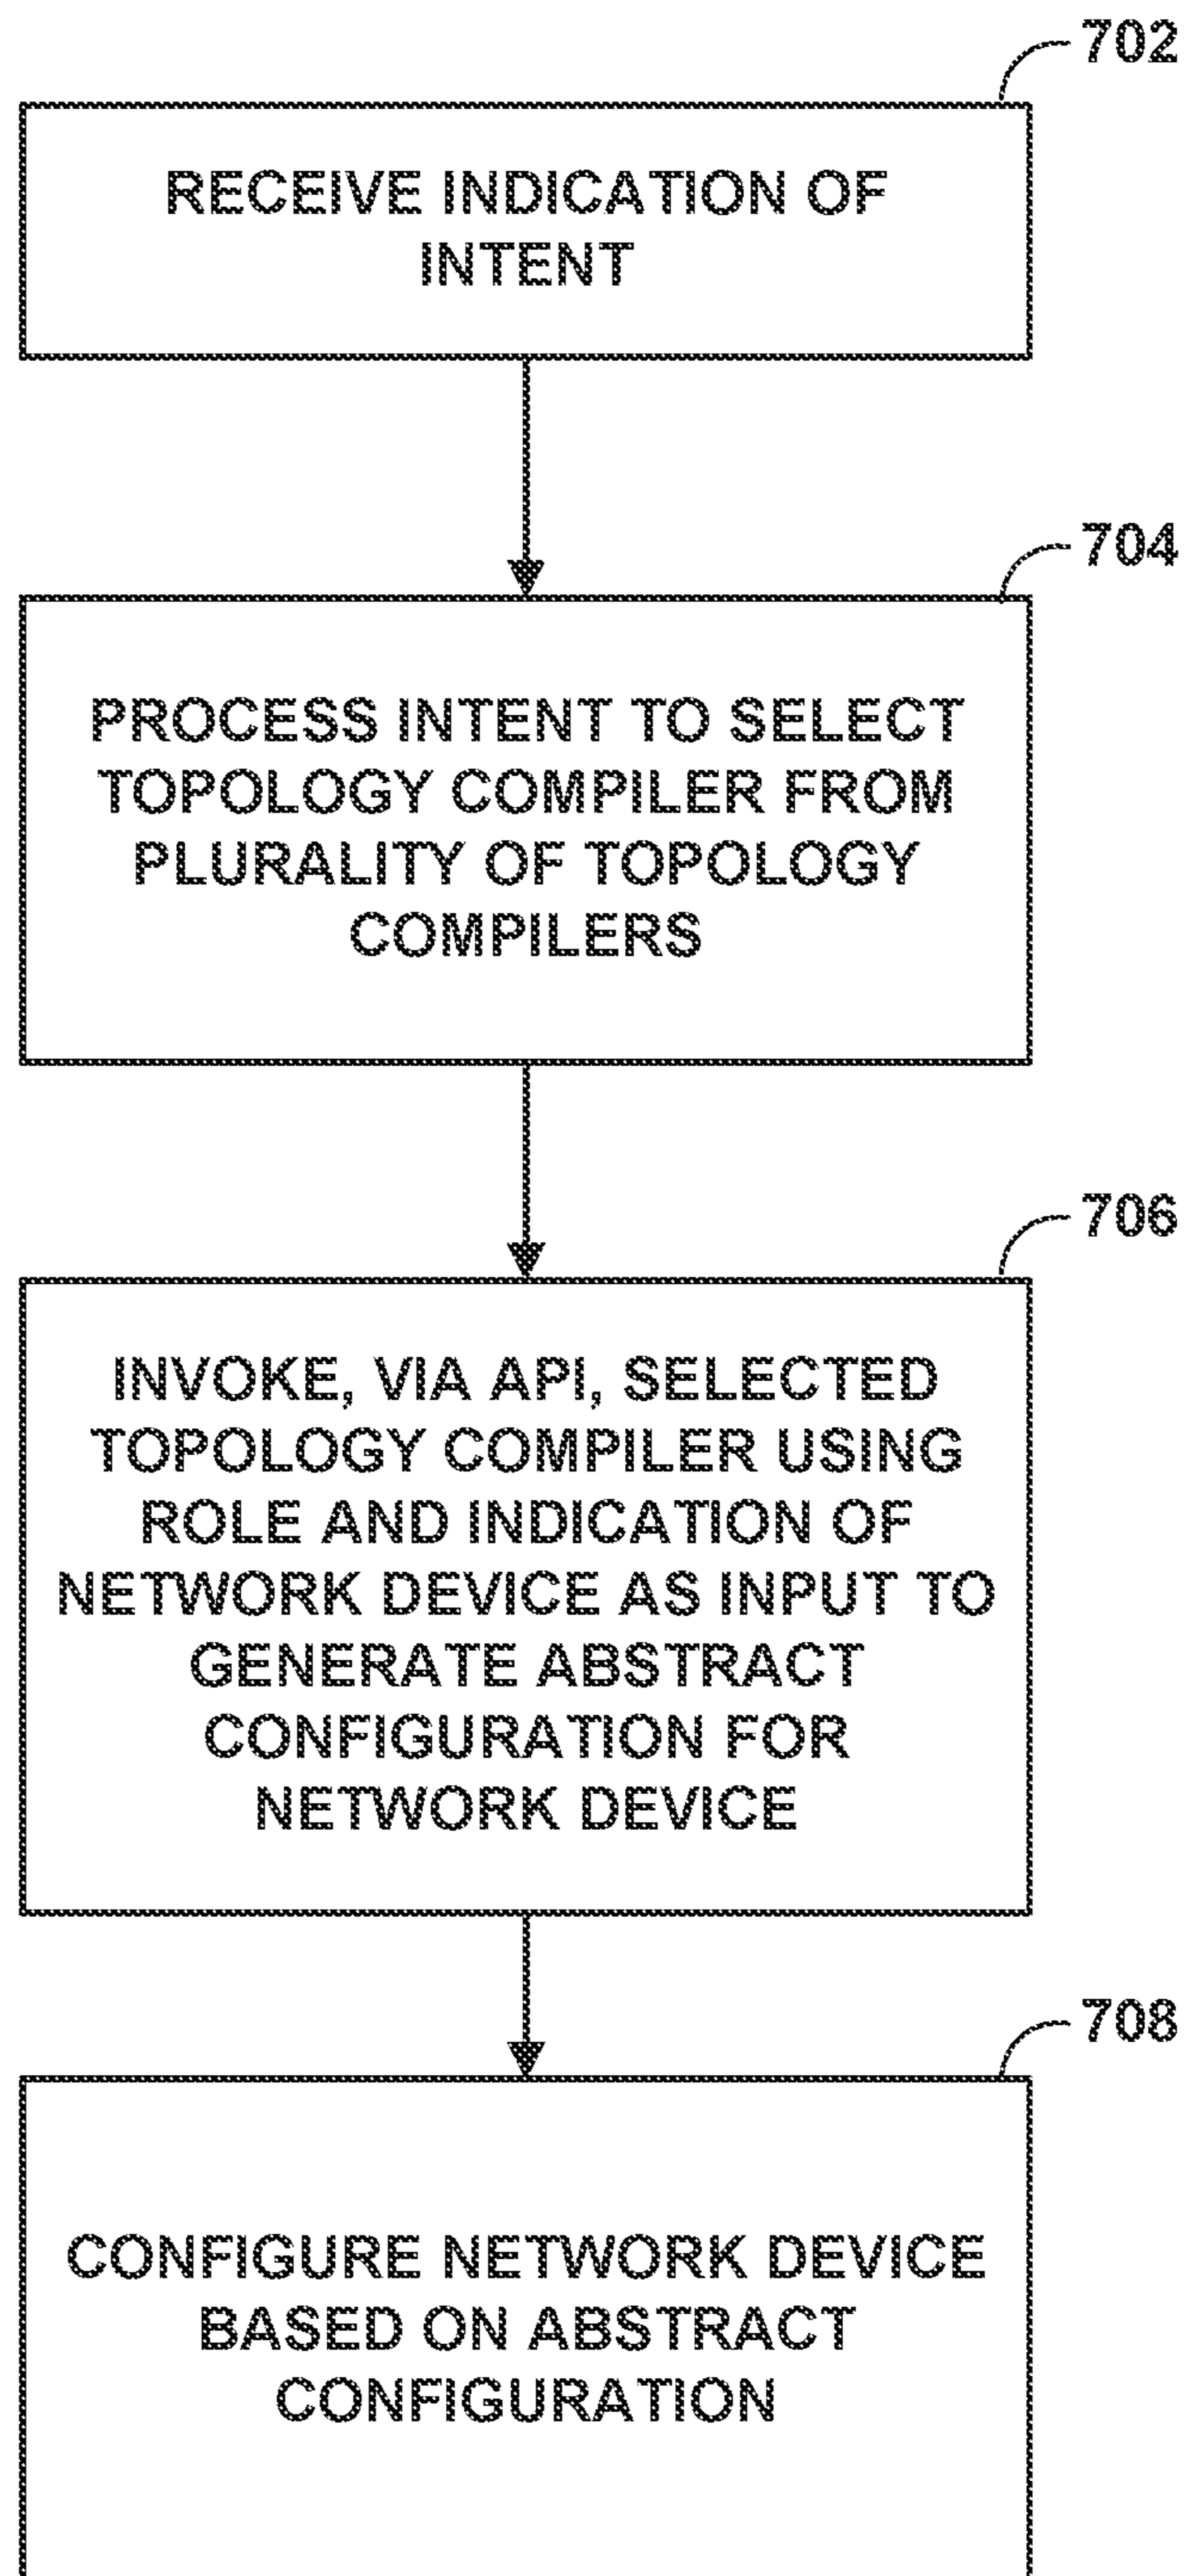 702
RECEIVE INDICATION OF
INTENT
704
PROCESS INTENT TO SELECT
TOPOLOGY COMPILER FROM
PLURALITY OF TOPOLOGY
COMPILERS
706
INVOKE, VIA API, SELECTED
TOPOLOGY COMPILER USING
ROLE AND INDICATION OF
NETWORK DEVICE AS INPUT TO
GENERATE ABSTRACT
CONFIGURATION FOR
NETWORK DEVICE
708
CONFIGURE NETWORK DEVICE
BASED ON ABSTRACT
CONFIGURATION